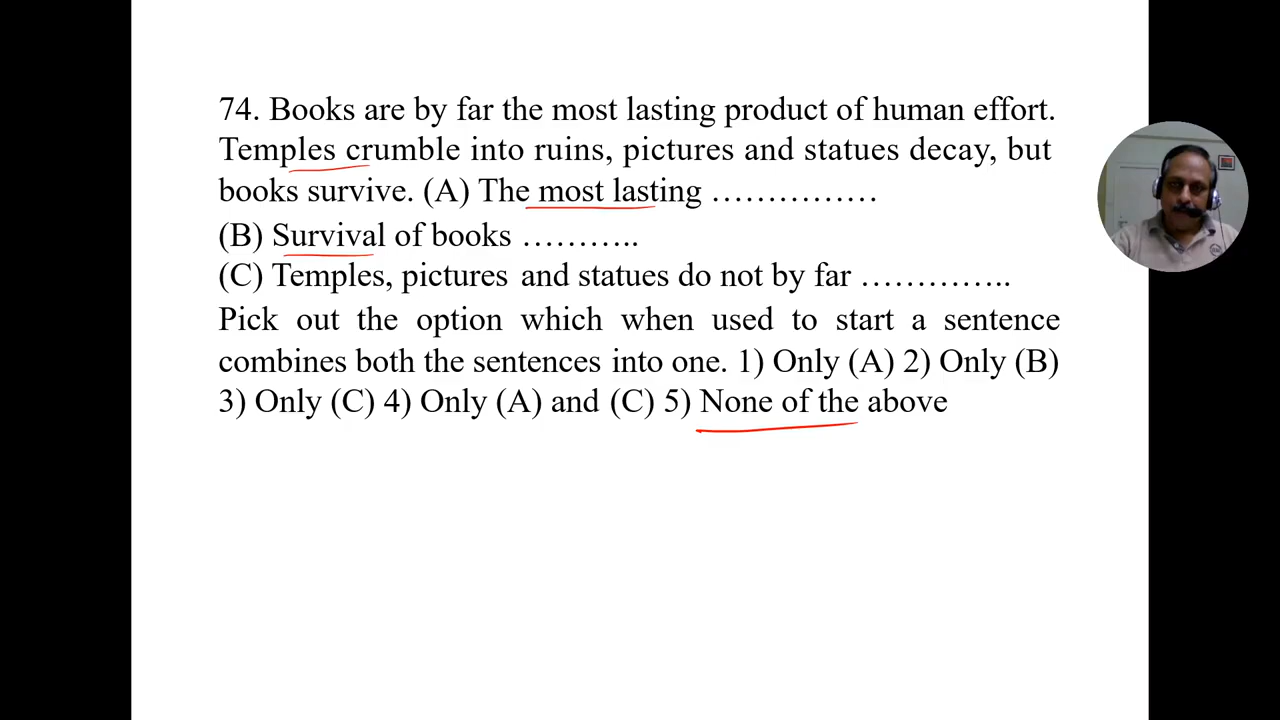 74. Books are by far the most lasting product of human effort.
Temples crumble into ruins, pictures and statues decay, but
books survive. (A) The most lasting ……………
(B) Survival of books ………..
(C) Temples, pictures and statues do not by far …………..
Pick out the option which when used to start a sentence
combines both the sentences into one. 1) Only (A) 2) Only (B)
3) Only (C) 4) Only (A) and (C) 5) None of the above